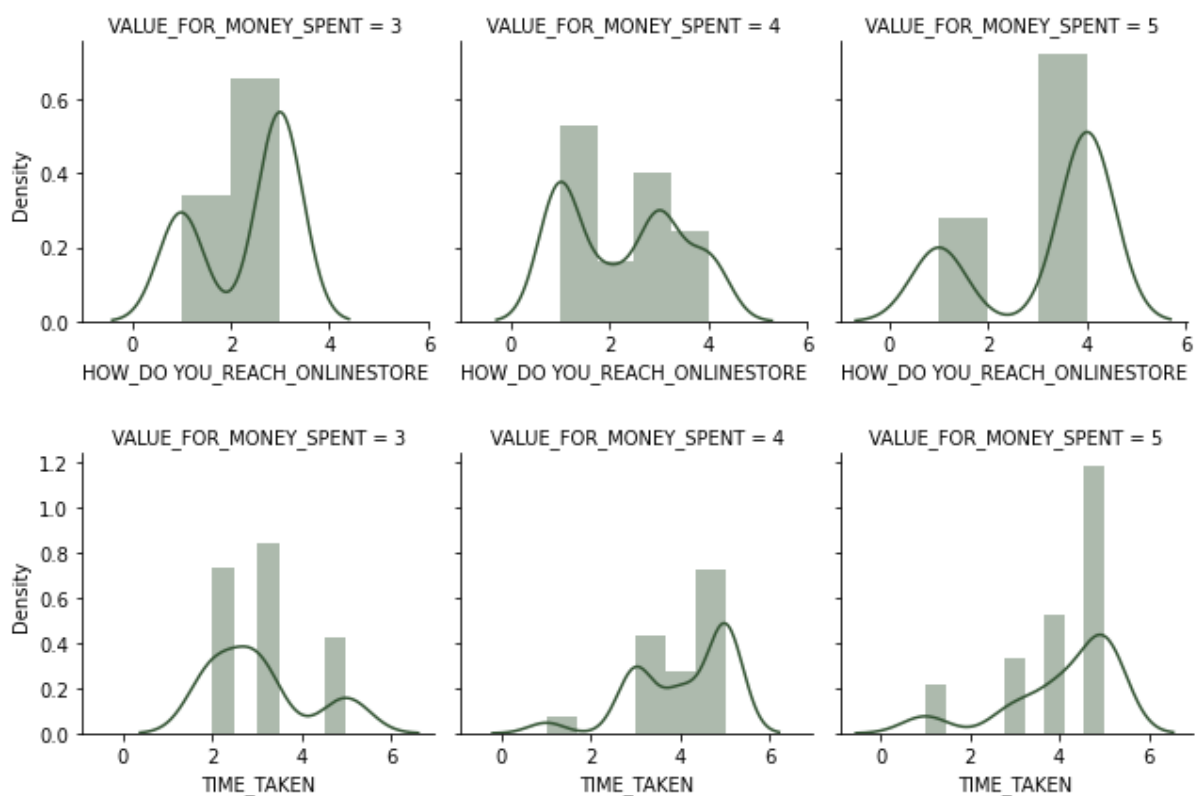 VALUE_FOR_MONEY_SPENT = 3
VALUE_FOR_MONEY_SPENT = 4
VALUE_FOR_MONEY_SPENT = 5
Density
0.6
0.4
0.2
0.0
0 2 4 6
0 2 4 6
0 2 4 6
HOW_DO YOU_REACH_ONLINESTORE
HOW_DO YOU_REACH_ONLINESTORE
HOW_DO YOU_REACH_ONLINESTORE
VALUE_FOR_MONEY_SPENT = 3
VALUE_FOR_MONEY_SPENT = 4
VALUE_FOR_MONEY_SPENT = 5
Density
1.2
1.0
0.8
0.6
0.4
0.2
0.0
0 2 4 6
0 2 4 6
0 2 4 6
TIME_TAKEN
TIME_TAKEN
TIME_TAKEN